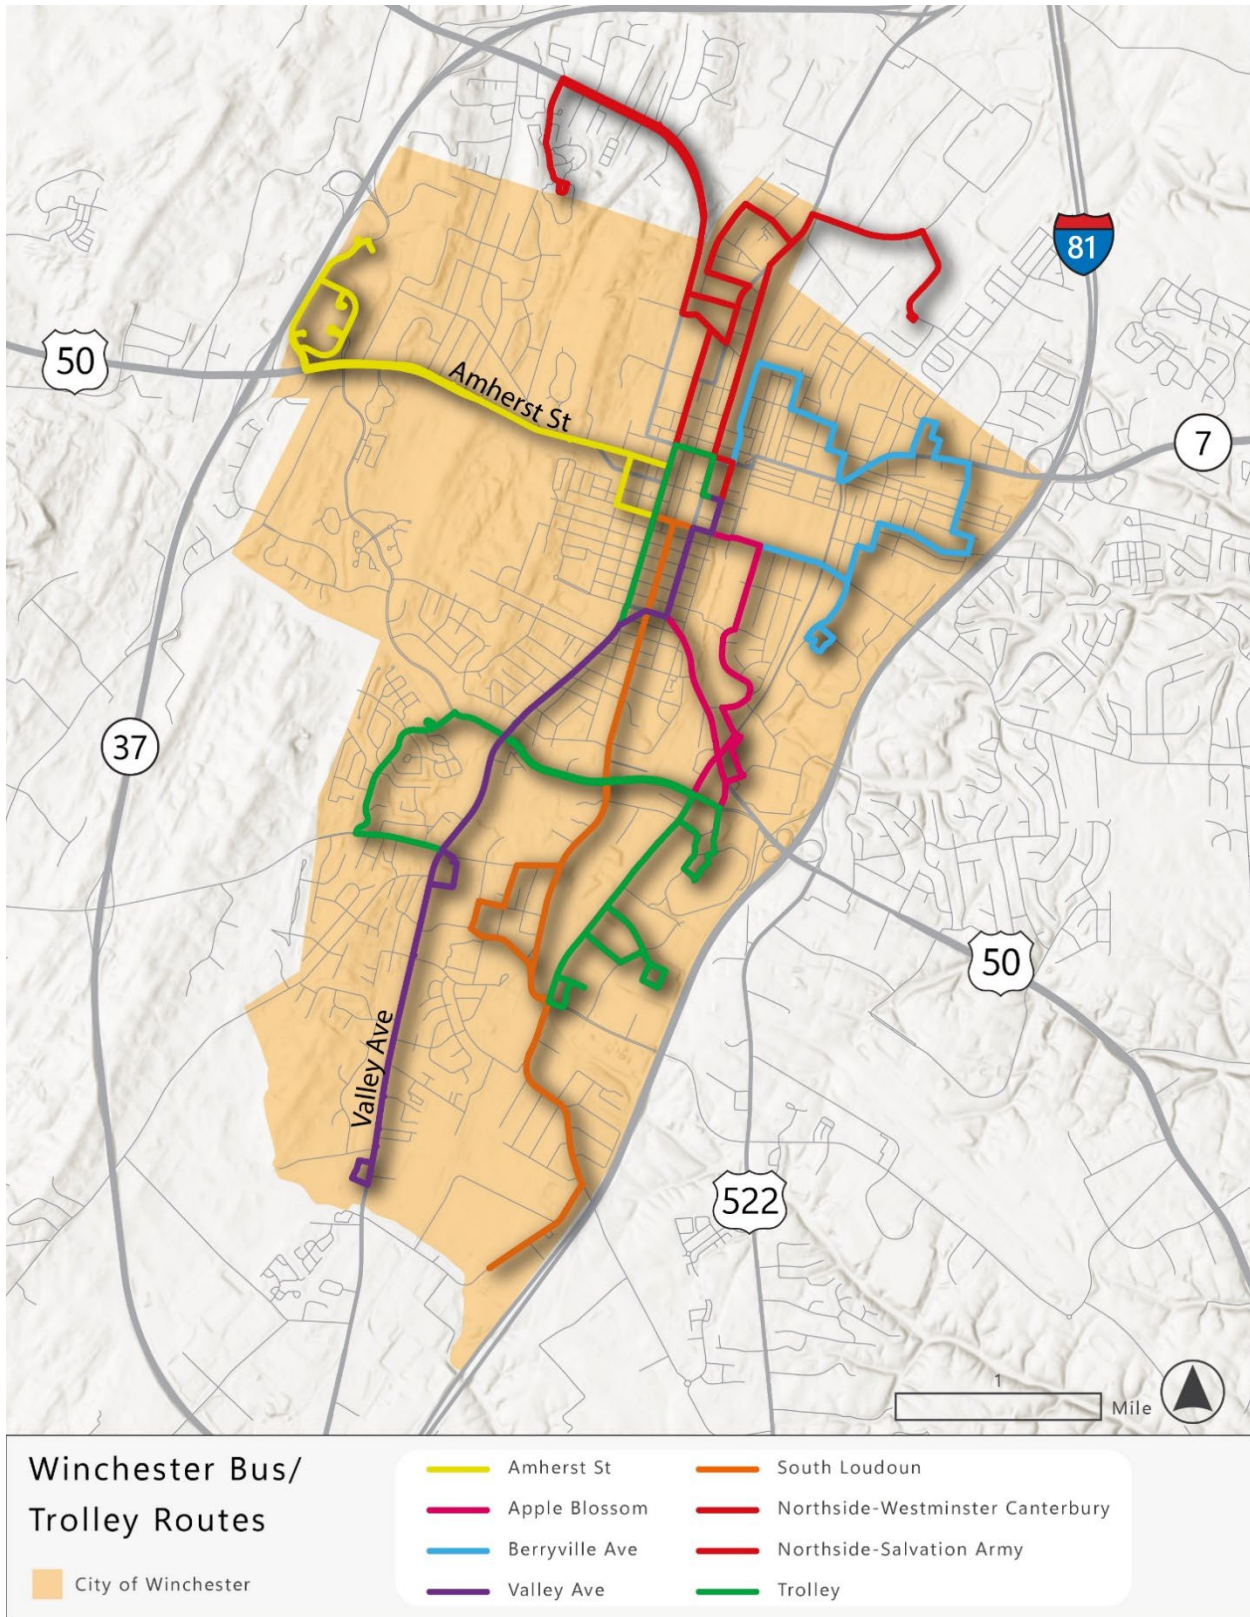 81
50
Amherst St
7
37
50
Valley Ave
522
1
Mile
Winchester Bus/
Trolley Routes
City of Winchester
Amherst St
Apple Blossom
Berryville Ave
Valley Ave
South Loudoun
Northside-Westminster Canterbury
Northside-Salvation Army
Trolley